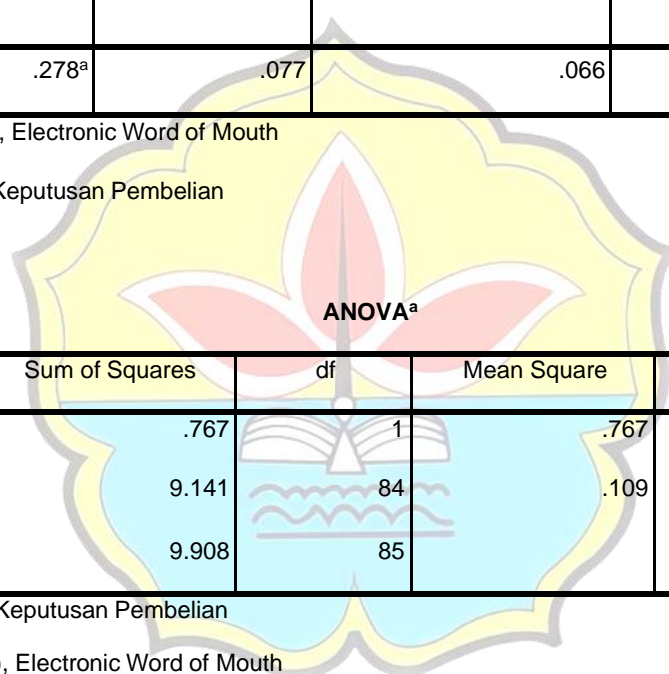 .278ᵃ .077 .066
, Electronic Word of Mouth
Keputusan Pembelian
ANOVAᵃ
Sum of Squares df Mean Square
.767 1 .767
9.141 84 .109
9.908 85
Keputusan Pembelian
, Electronic Word of Mouth